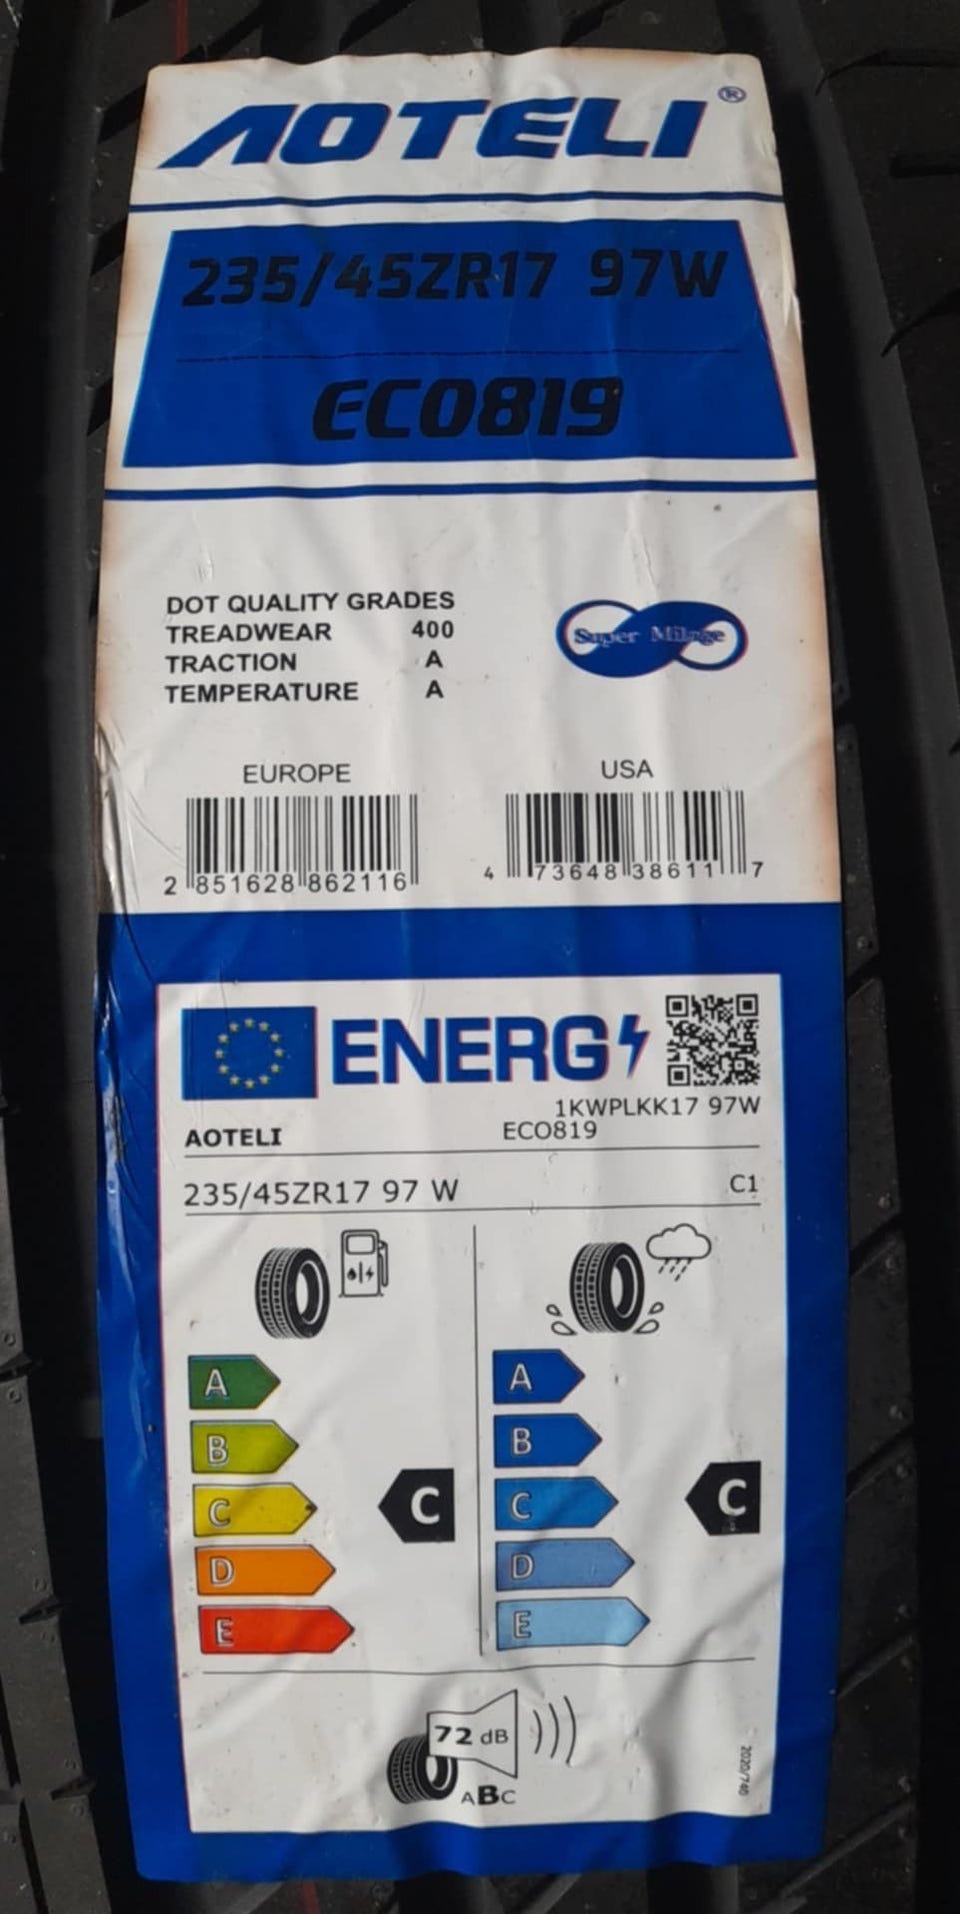 AOTELI®
235/45ZR17 97W
ECO819
DOT QUALITY GRADES
TREADWEAR 400
TRACTION A
TEMPERATURE A
Super Milage
EUROPE
2 851628 862116
USA
4 73648 38611 7
ENERG
1KWPLKK17 97W
AOTELI ECO819
235/45ZR17 97 W C1
A
B
C
D
E
C
A
B
C
D
E
C
72 dB
ABC
2020/740